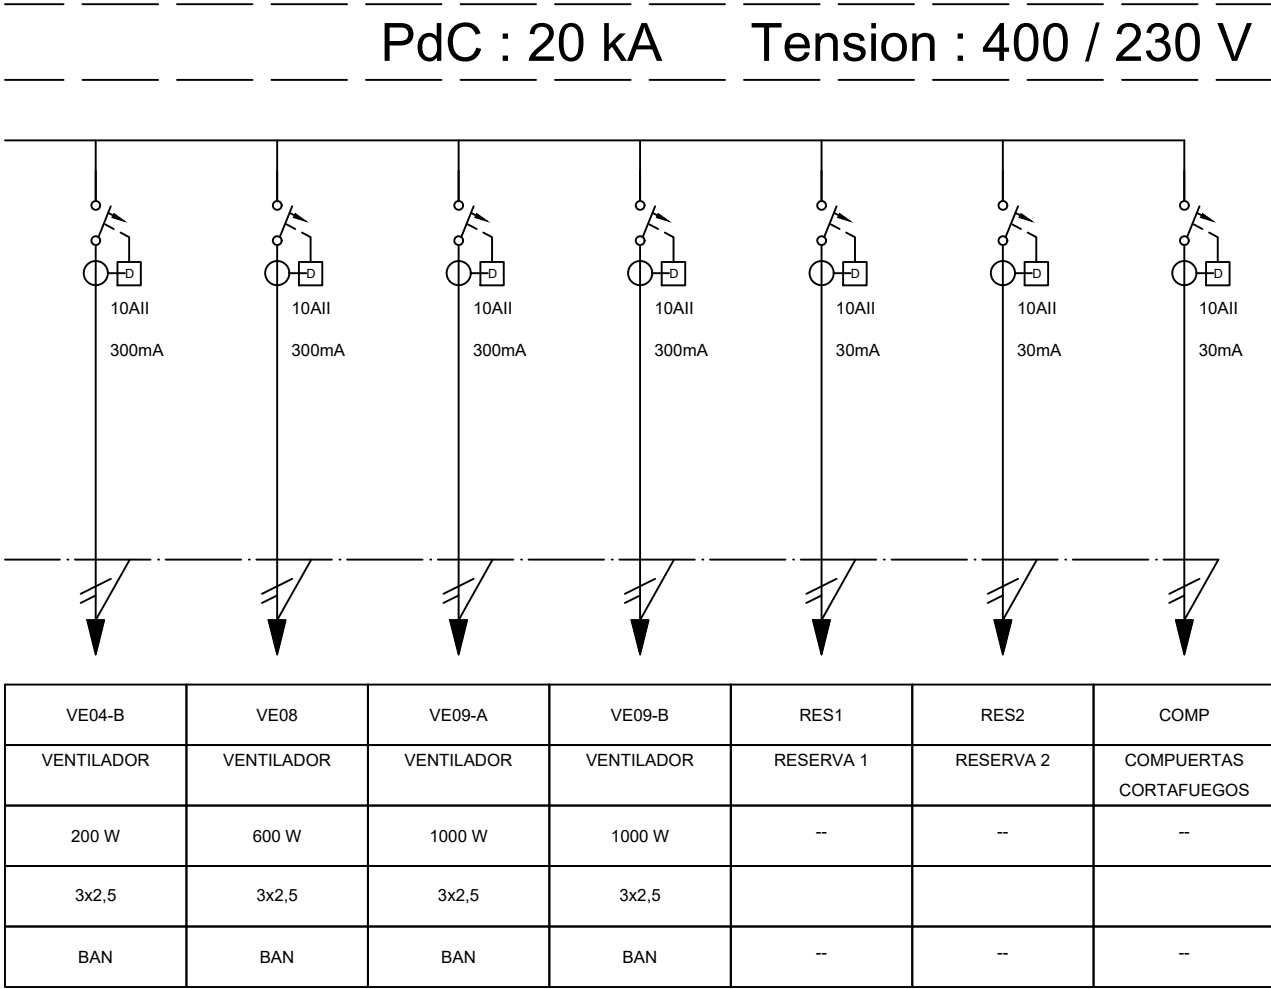 PdC : 20 kA Tension : 400 / 230 V
D D D D D D D
10AII 10AII 10AII 10AII 10AII 10AII 10AII
300mA 300mA 300mA 300mA 30mA 30mA 30mA
VE04-B VE08 VE09-A VE09-B RES1 RES2 COMP
VENTILADOR VENTILADOR VENTILADOR VENTILADOR RESERVA 1 RESERVA 2 COMPUERTAS
CORTAFUEGOS
200 W 600 W 1000 W 1000 W -- -- --
3x2,5 3x2,5 3x2,5 3x2,5
BAN BAN BAN BAN -- -- --